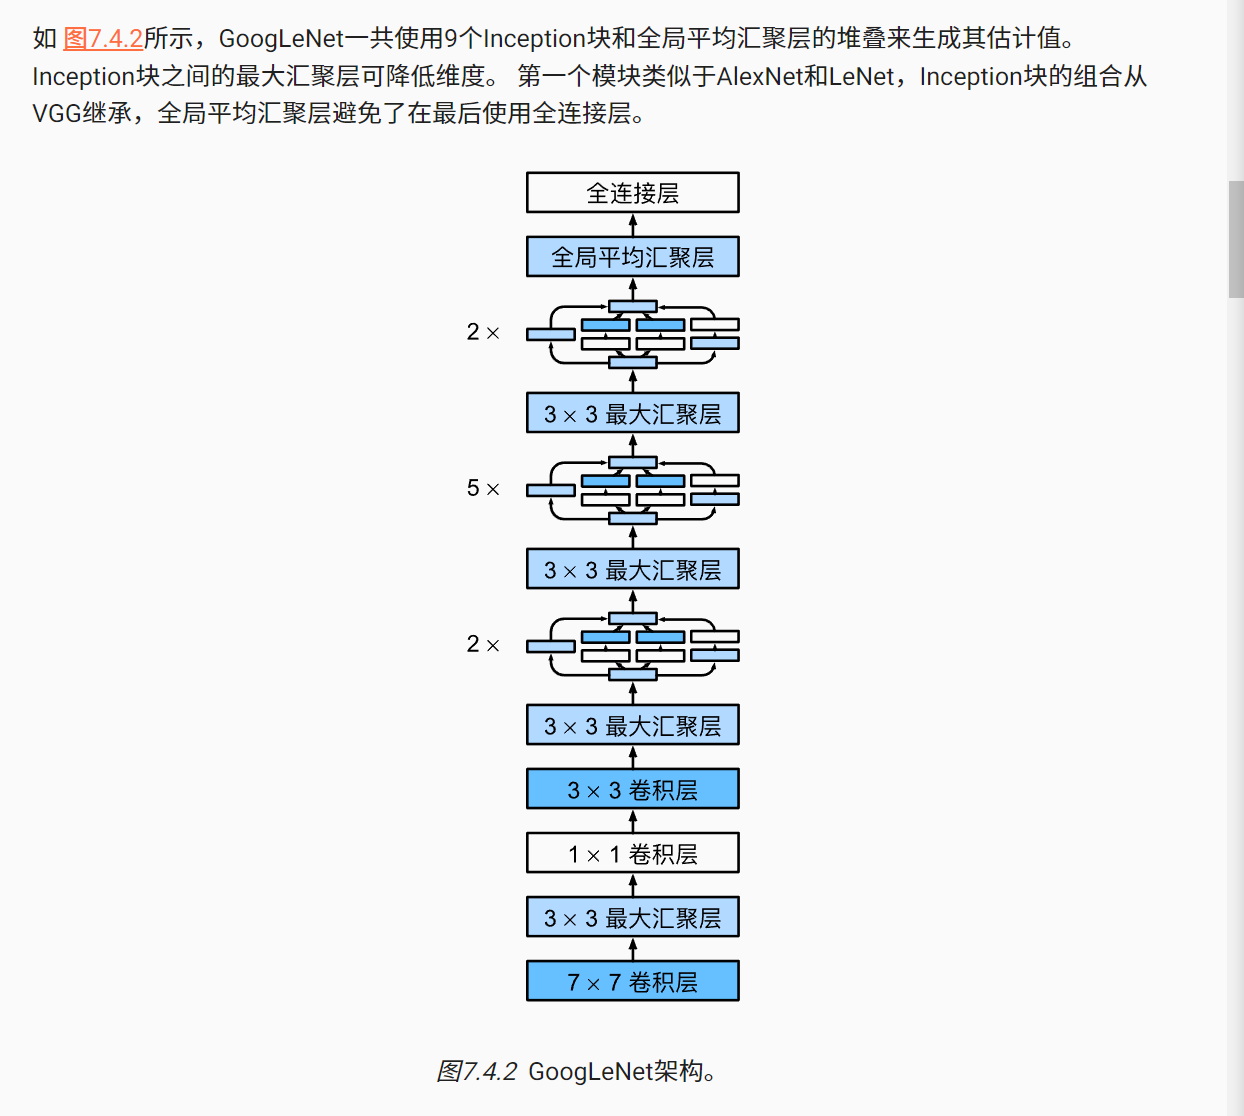 如 图7.4.2所示，GoogLeNet一共使用9个Inception块和全局平均汇聚层的堆叠来生成其估计值。
Inception块之间的最大汇聚层可降低维度。 第一个模块类似于AlexNet和LeNet，Inception块的组合从
VGG继承，全局平均汇聚层避免了在最后使用全连接层。
全连接层
全局平均汇聚层
2 ×
3 × 3 最大汇聚层
5 ×
3 × 3 最大汇聚层
2 ×
3 × 3 最大汇聚层
3 × 3 卷积层
1 × 1 卷积层
3 × 3 最大汇聚层
7 × 7 卷积层
图7.4.2 GoogLeNet架构。